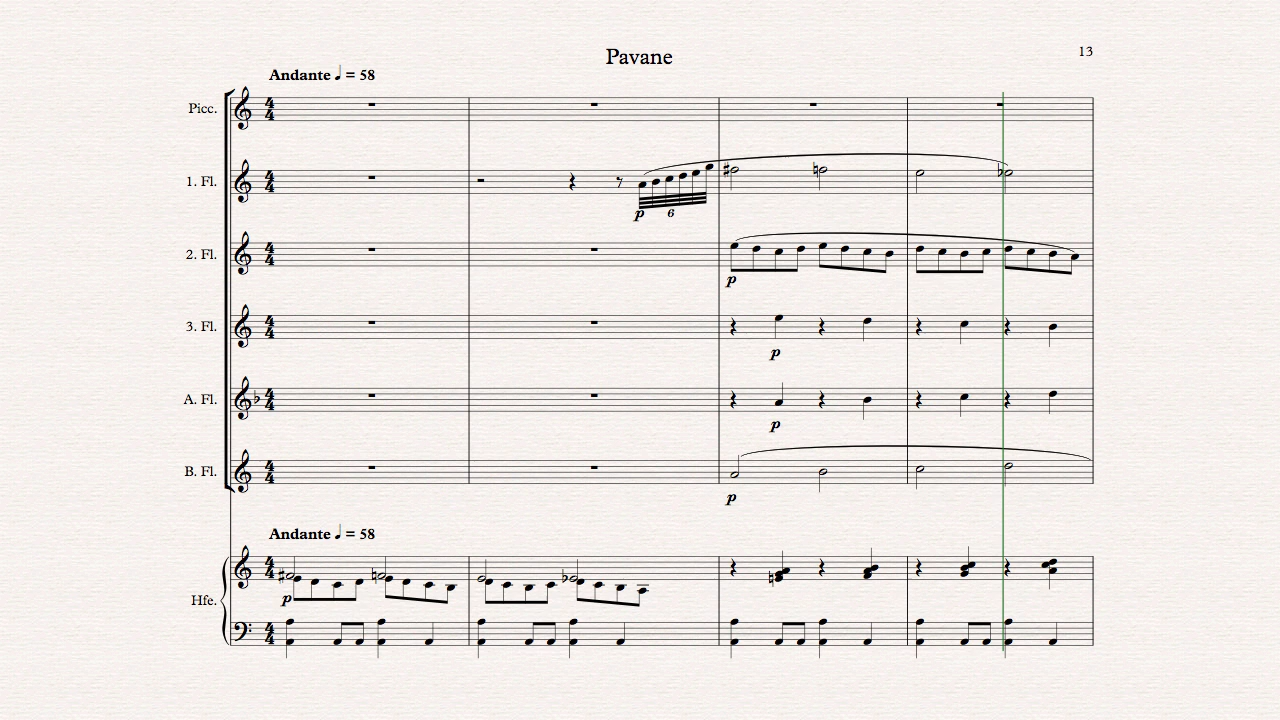 Pavane
13
Andante ♩ = 58
Picc.
1. Fl.
p
6
2. Fl.
p
3. Fl.
p
A. Fl.
p
B. Fl.
p
Andante ♩ = 58
Hfe.
p